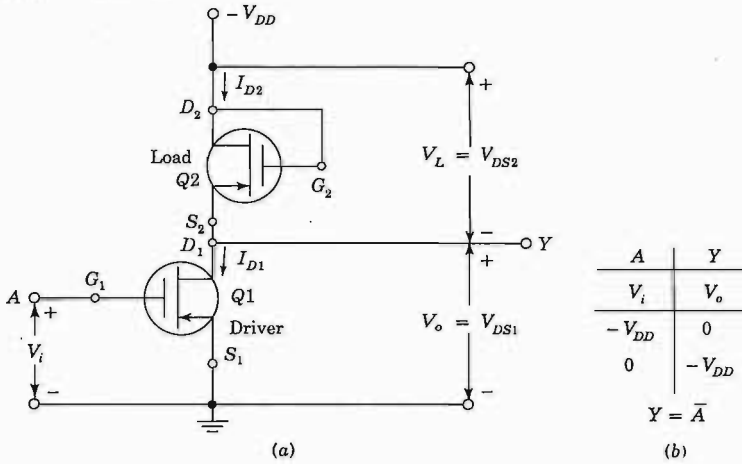 − V_DD
+
I_D2
D_2
Load
Q2
G_2
V_L = V_DS2
S_2
−
D_1
Y
+
I_D1
G_1
A
+
Q1
V_i
Driver
V_o = V_DS1
S_1
−
−
(a)
A Y
V_i V_o
− V_DD 0
0 − V_DD
Y = A̅
(b)